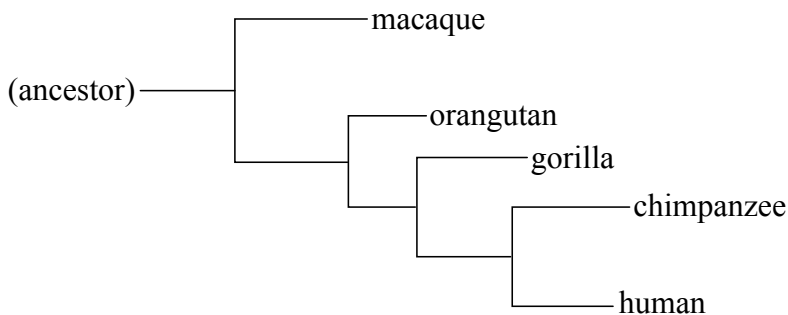 macaque
(ancestor)
orangutan
gorilla
chimpanzee
human